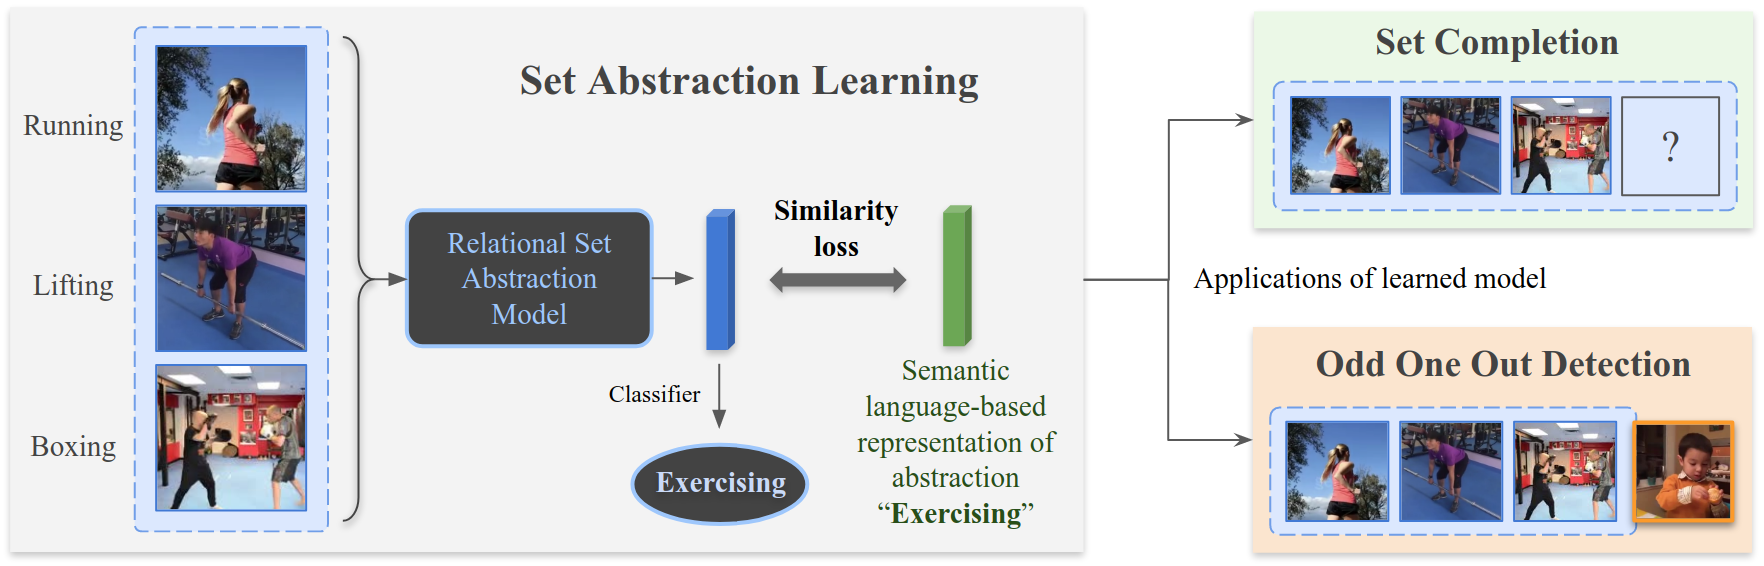 Set Abstraction Learning
Running
Lifting
Boxing
Relational Set
Abstraction
Model
Similarity
loss
Classifier
Exercising
Semantic
language-based
representation of
abstraction
“Exercising”
Applications of learned model
Set Completion
?
Odd One Out Detection